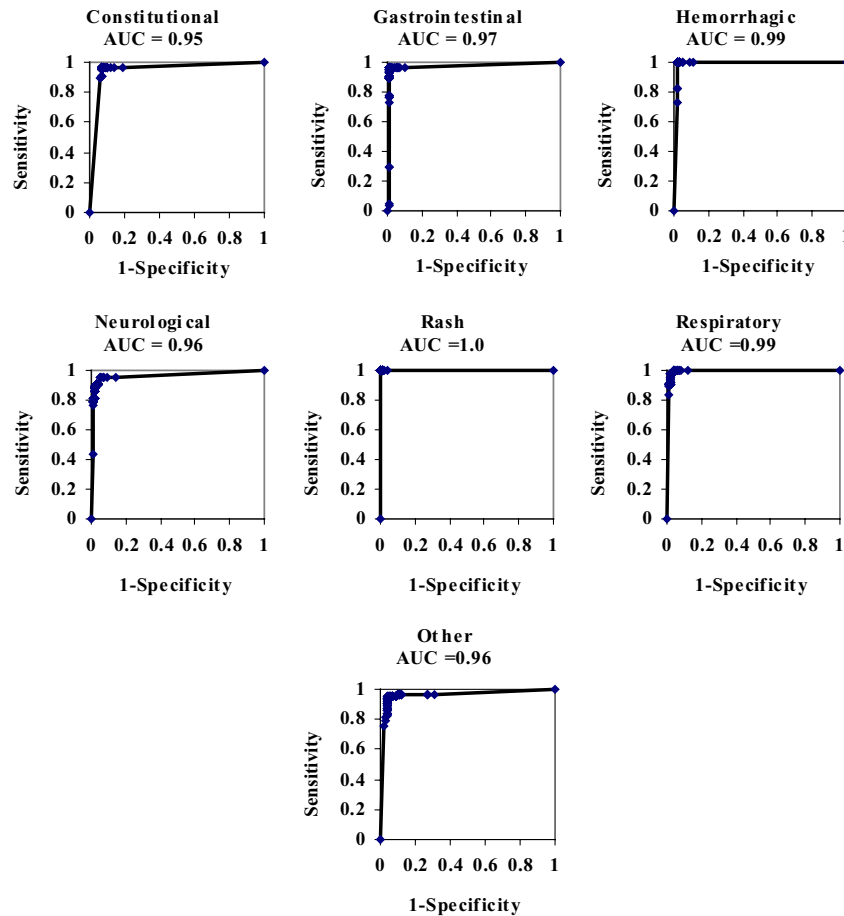 Constitutional
AUC = 0.95
Sensitivity
1
0.8
0.6
0.4
0.2
0
0 0.2 0.4 0.6 0.8 1
1-Specificity
Gastrointestinal
AUC = 0.97
Sensitivity
1
0.8
0.6
0.4
0.2
0
0 0.2 0.4 0.6 0.8 1
1-Specificity
Hemorrhagic
AUC = 0.99
Sensitivity
1
0.8
0.6
0.4
0.2
0
0 0.2 0.4 0.6 0.8 1
1-Specificity
Neurological
AUC = 0.96
Sensitivity
1
0.8
0.6
0.4
0.2
0
0 0.2 0.4 0.6 0.8 1
1-Specificity
Rash
AUC =1.0
Sensitivity
1
0.8
0.6
0.4
0.2
0
0 0.2 0.4 0.6 0.8 1
1-Specificity
Respiratory
AUC =0.99
Sensitivity
1
0.8
0.6
0.4
0.2
0
0 0.2 0.4 0.6 0.8 1
1-Specificity
Other
AUC =0.96
Sensitivity
1
0.8
0.6
0.4
0.2
0
0 0.2 0.4 0.6 0.8 1
1-Specificity